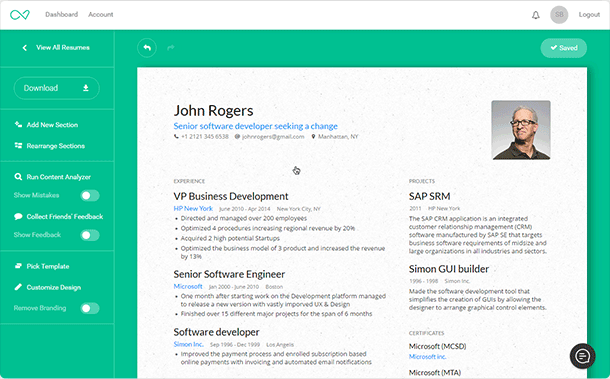 Dashboard Account SB Logout
View All Resumes
Saved
Download
Add New Section
Rearrange Sections
Run Content Analyzer
Show Mistakes
Collect Friends' Feedback
Show Feedback
Pick Template
Customize Design
Remove Branding
John Rogers
Senior software developer seeking a change
+1 2121 345 6538 johnrogers@gmail.com Manhattan, NY
EXPERIENCE
VP Business Development
HP New York June 2010 - Apr 2014 New York City, NY
• Directed and managed over 200 employees
• Optimized 4 procedures increasing regional revenue by 20%
• Acquired 2 high potential Startups
• Optimized the business model of 3 product and increased the revenue
by 13%
Senior Software Engineer
Microsoft Jan 2000 - June 2010 Boston
• One month after starting work on the Development platform managed
to release a new version with vastly imporved UX & Design
• Finished over 15 different major projects for the span of 6 months
Software developer
Simon Inc. Sep 1996 - Dec 1999 Los Angels
• Improved the payment process and enrolled subscription based
online payments with invoicing and automated email notifications
PROJECTS
SAP SRM
2011 HP New York
The SAP CRM application is an integrated
customer relationship management (CRM)
software manufactured by SAP SE that targets
business software requirements of midsize and
large organizations in all industries and sectors.
Simon GUI builder
1996 - 1998 Simon Inc.
Made the software development tool that
simplifies the creation of GUIs by allowing the
designer to arrange graphical control elements.
CERTIFICATES
Microsoft (MCSD)
Microsoft Inc.
Microsoft (MTA)